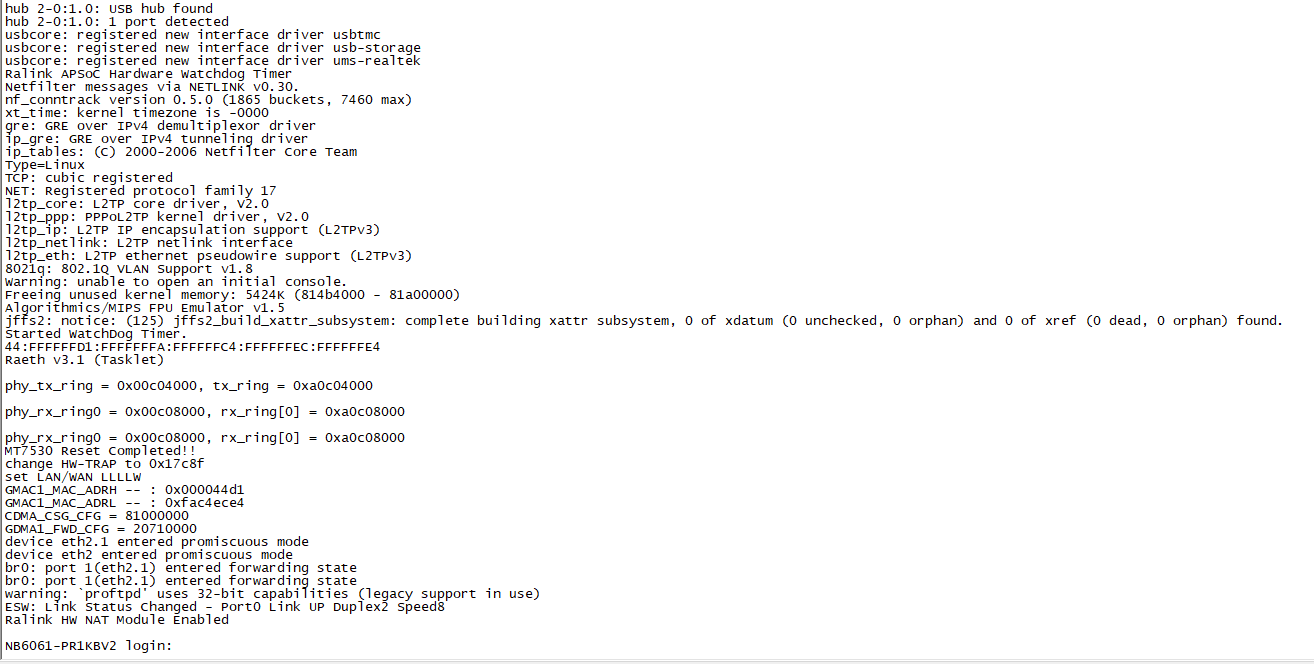 hub 2-0:1.0: USB hub found
hub 2-0:1.0: 1 port detected
usbcore: registered new interface driver usbtmc
usbcore: registered new interface driver usb-storage
usbcore: registered new interface driver ums-realtek
Ralink APSoC Hardware Watchdog Timer
Netfilter messages via NETLINK v0.30.
nf_conntrack version 0.5.0 (1865 buckets, 7460 max)
xt_time: kernel timezone is -0000
gre: GRE over IPv4 demultiplexor driver
ip_gre: GRE over IPv4 tunneling driver
ip_tables: (C) 2000-2006 Netfilter Core Team
Type=Linux
TCP: cubic registered
NET: Registered protocol family 17
l2tp_core: L2TP core driver, V2.0
l2tp_ppp: PPPoL2TP kernel driver, V2.0
l2tp_ip: L2TP IP encapsulation support (L2TPv3)
l2tp_netlink: L2TP netlink interface
l2tp_eth: L2TP ethernet pseudowire support (L2TPv3)
8021q: 802.1Q VLAN Support v1.8
Warning: unable to open an initial console.
Freeing unused kernel memory: 5424K (814b4000 - 81a00000)
Algorithmics/MIPS FPU Emulator v1.5
jffs2: notice: (125) jffs2_build_xattr_subsystem: complete building xattr subsystem, 0 of xdatum (0 unchecked, 0 orphan) and 0 of xref (0 dead, 0 orphan) found.
Started WatchDog Timer.
44:FFFFFFD1:FFFFFFFA:FFFFFFC4:FFFFFFEC:FFFFFFE4
Raeth v3.1 (Tasklet)
phy_tx_ring = 0x00c04000, tx_ring = 0xa0c04000
phy_rx_ring0 = 0x00c08000, rx_ring[0] = 0xa0c08000
phy_rx_ring0 = 0x00c08000, rx_ring[0] = 0xa0c08000
MT7530 Reset Completed!!
change HW-TRAP to 0x17c8f
set LAN/WAN LLLLW
GMAC1_MAC_ADRH -- : 0x000044d1
GMAC1_MAC_ADRL -- : 0xfac4ece4
CDMA_CSG_CFG = 81000000
GDMA1_FWD_CFG = 20710000
device eth2.1 entered promiscuous mode
device eth2 entered promiscuous mode
br0: port 1(eth2.1) entered forwarding state
br0: port 1(eth2.1) entered forwarding state
warning: `proftpd' uses 32-bit capabilities (legacy support in use)
ESW: Link Status Changed - Port0 Link UP Duplex2 Speed8
Ralink HW NAT Module Enabled
NB6061-PR1KBV2 login: